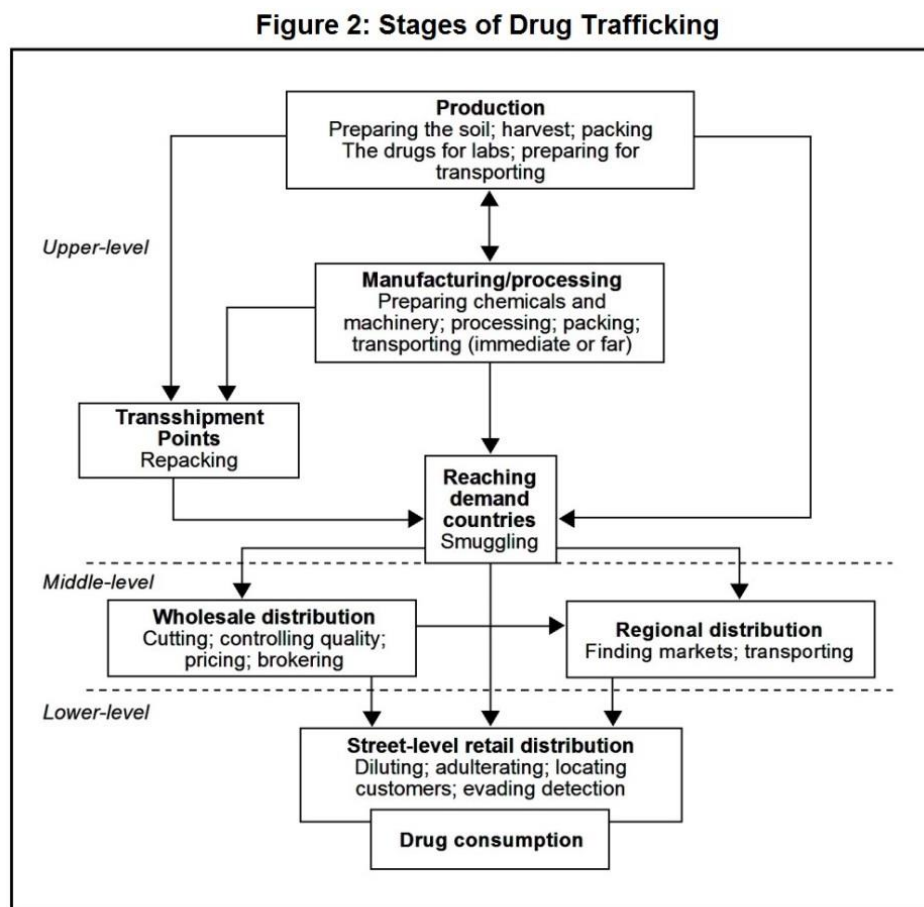 Figure 2: Stages of Drug Trafficking
Production
Preparing the soil; harvest; packing
The drugs for labs; preparing for
transporting
Upper-level
Manufacturing/processing
Preparing chemicals and
machinery; processing; packing;
transporting (immediate or far)
Transshipment
Points
Repacking
Reaching
demand
countries
Smuggling
Middle-level
Wholesale distribution
Cutting; controlling quality;
pricing; brokering
Regional distribution
Finding markets; transporting
Lower-level
Street-level retail distribution
Diluting; adulterating; locating
customers; evading detection
Drug consumption